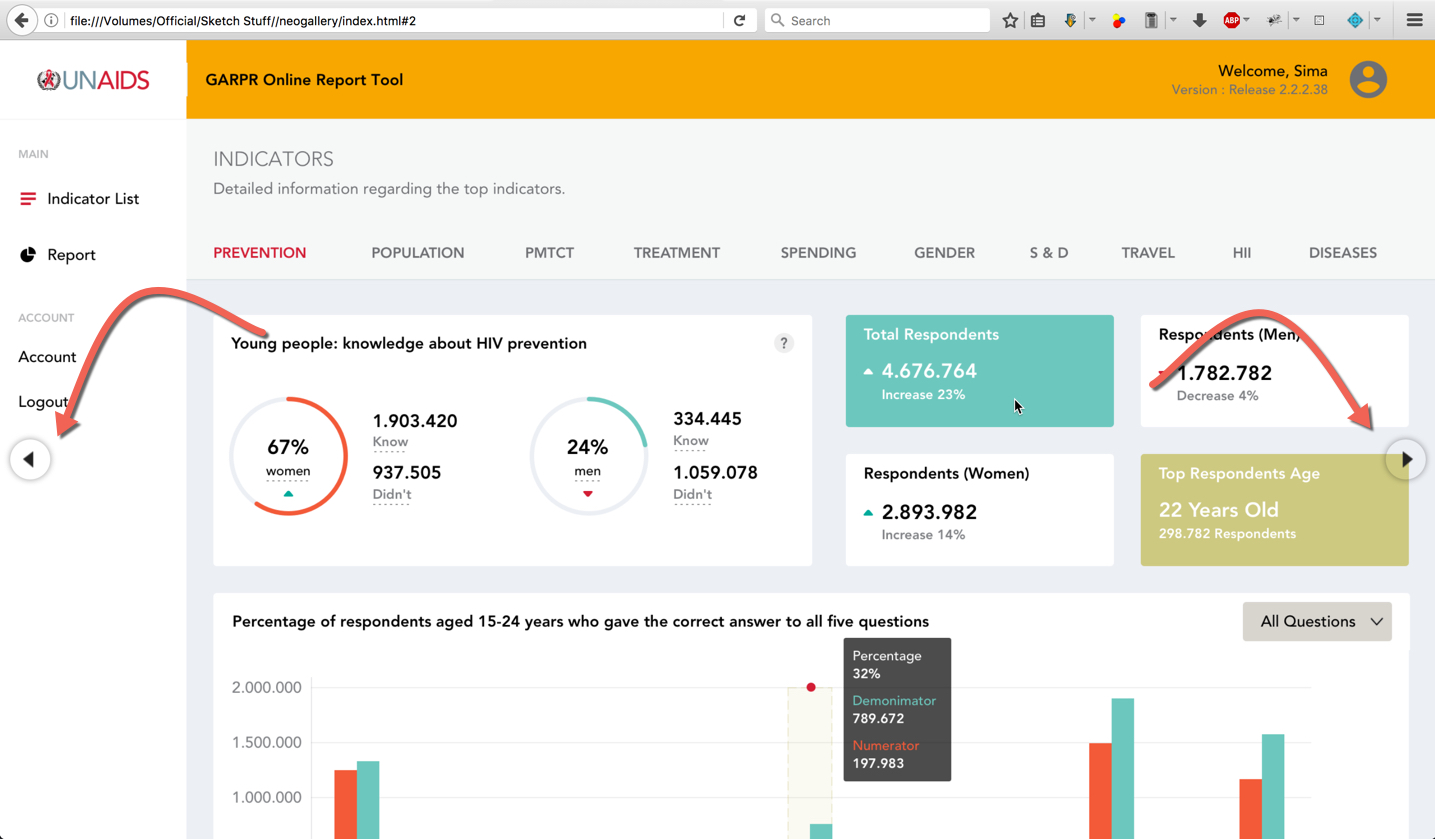 file:///Volumes/Official/Sketch Stuff//neogallery/index.html#2
Search
ABP
UNAIDS
GARPR Online Report Tool
Welcome, Sima
Version : Release 2.2.2.38
MAIN
Indicator List
Report
ACCOUNT
Account
Logout
INDICATORS
Detailed information regarding the top indicators.
PREVENTION POPULATION PMTCT TREATMENT SPENDING GENDER S & D TRAVEL HII DISEASES
Young people: knowledge about HIV prevention
?
67%
women
1.903.420
Know
937.505
Didn't
24%
men
334.445
Know
1.059.078
Didn't
Total Respondents
4.676.764
Increase 23%
Respondents (Men)
1.782.782
Decrease 4%
Respondents (Women)
2.893.982
Increase 14%
Top Respondents Age
22 Years Old
298.782 Respondents
Percentage of respondents aged 15-24 years who gave the correct answer to all five questions
All Questions
2.000.000
1.500.000
1.000.000
Percentage
32%
Demonimator
789.672
Numerator
197.983